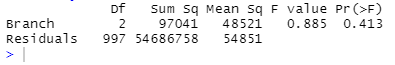 Df Sum Sq Mean Sq F value Pr(>F)
Branch 2 97041 48521 0.885 0.413
Residuals 997 54686758 54851
>